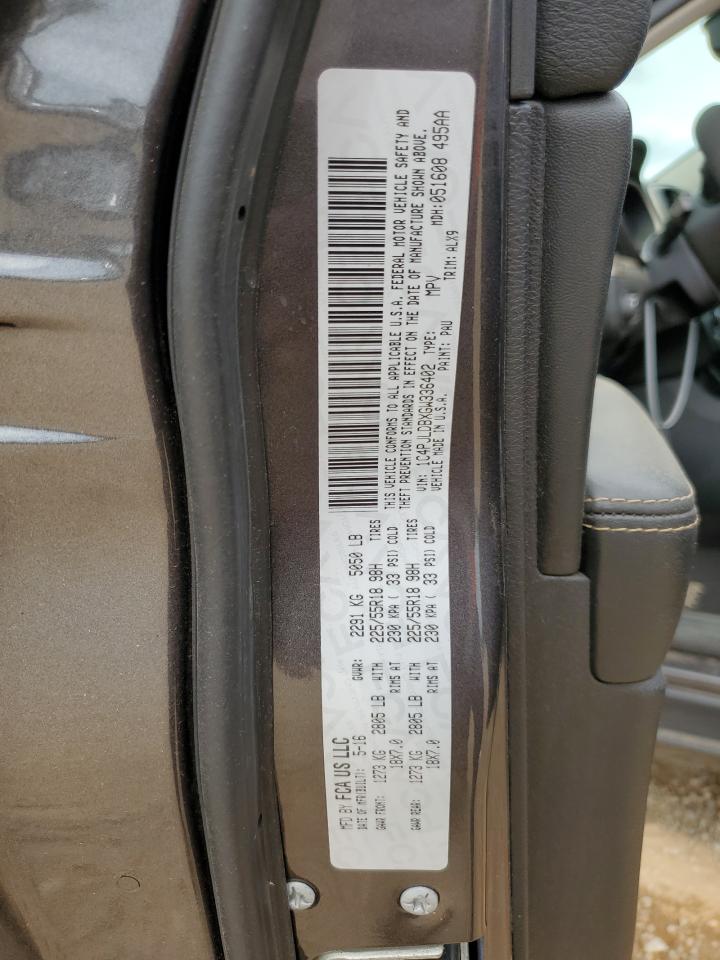 MFD BY FCA US LLC
DATE OF MFR(BUILT): 5-16 GVWR: 2291 KG 5050 LB
GAWR FRONT: 1273 KG 2805 LB WITH 225/55R18 98H TIRES
18X7.0 RIMS AT 230 KPA ( 33 PSI) COLD
GAWR REAR: 1273 KG 2805 LB WITH 225/55R18 98H TIRES
18X7.0 RIMS AT 230 KPA ( 33 PSI) COLD
THIS VEHICLE CONFORMS TO ALL APPLICABLE U.S.A. FEDERAL MOTOR VEHICLE SAFETY AND
THEFT PREVENTION STANDARDS IN EFFECT ON THE DATE OF MANUFACTURE SHOWN ABOVE.
VIN: 1C4PJLDBXGW336402 TYPE: MPV MDH:051608 495AA
VEHICLE MADE IN U.S.A. PAINT: PAU TRIM: ALX9